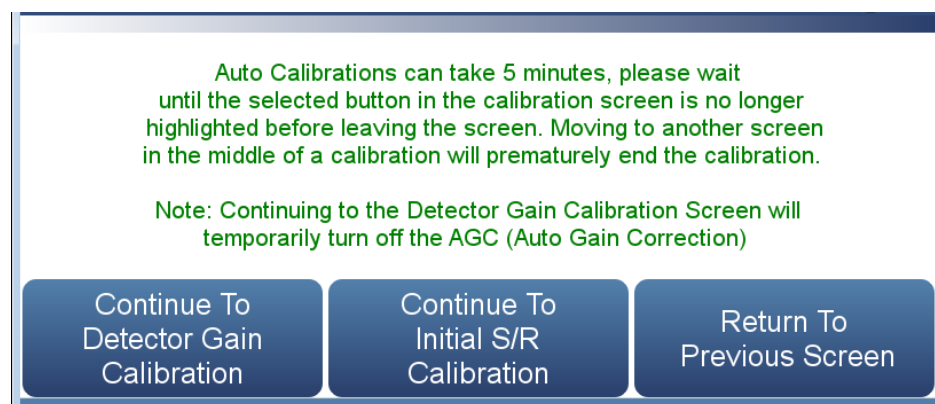 Auto Calibrations can take 5 minutes, please wait
until the selected button in the calibration screen is no longer
highlighted before leaving the screen. Moving to another screen
in the middle of a calibration will prematurely end the calibration.
Note: Continuing to the Detector Gain Calibration Screen will
temporarily turn off the AGC (Auto Gain Correction)
Continue To
Detector Gain
Calibration
Continue To
Initial S/R
Calibration
Return To
Previous Screen